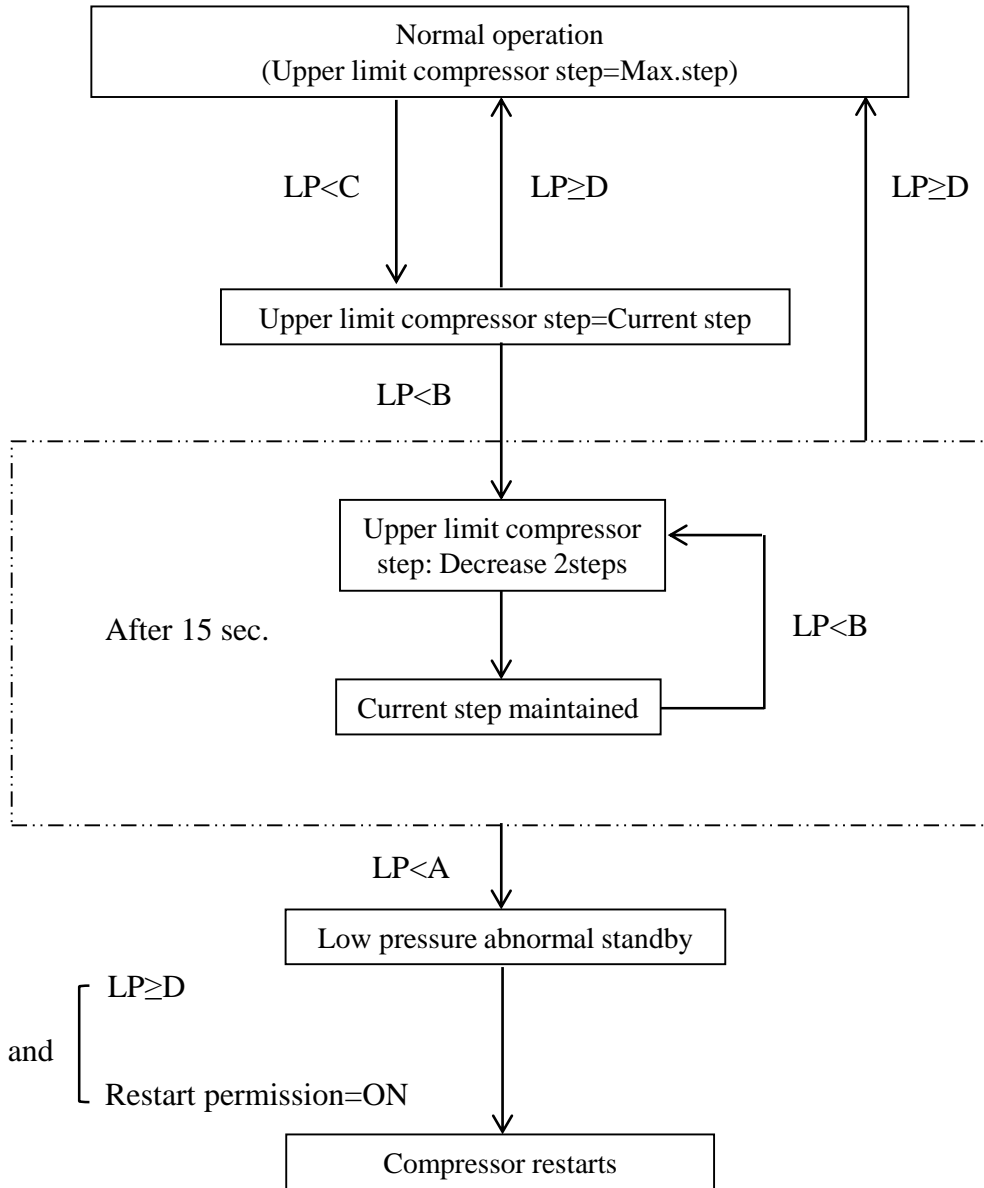 Normal operation
(Upper limit compressor step=Max.step)
LP<C
LP≥D
LP≥D
Upper limit compressor step=Current step
LP<B
Upper limit compressor
step: Decrease 2steps
After 15 sec.
LP<B
Current step maintained
LP<A
Low pressure abnormal standby
LP≥D
and
Restart permission=ON
Compressor restarts